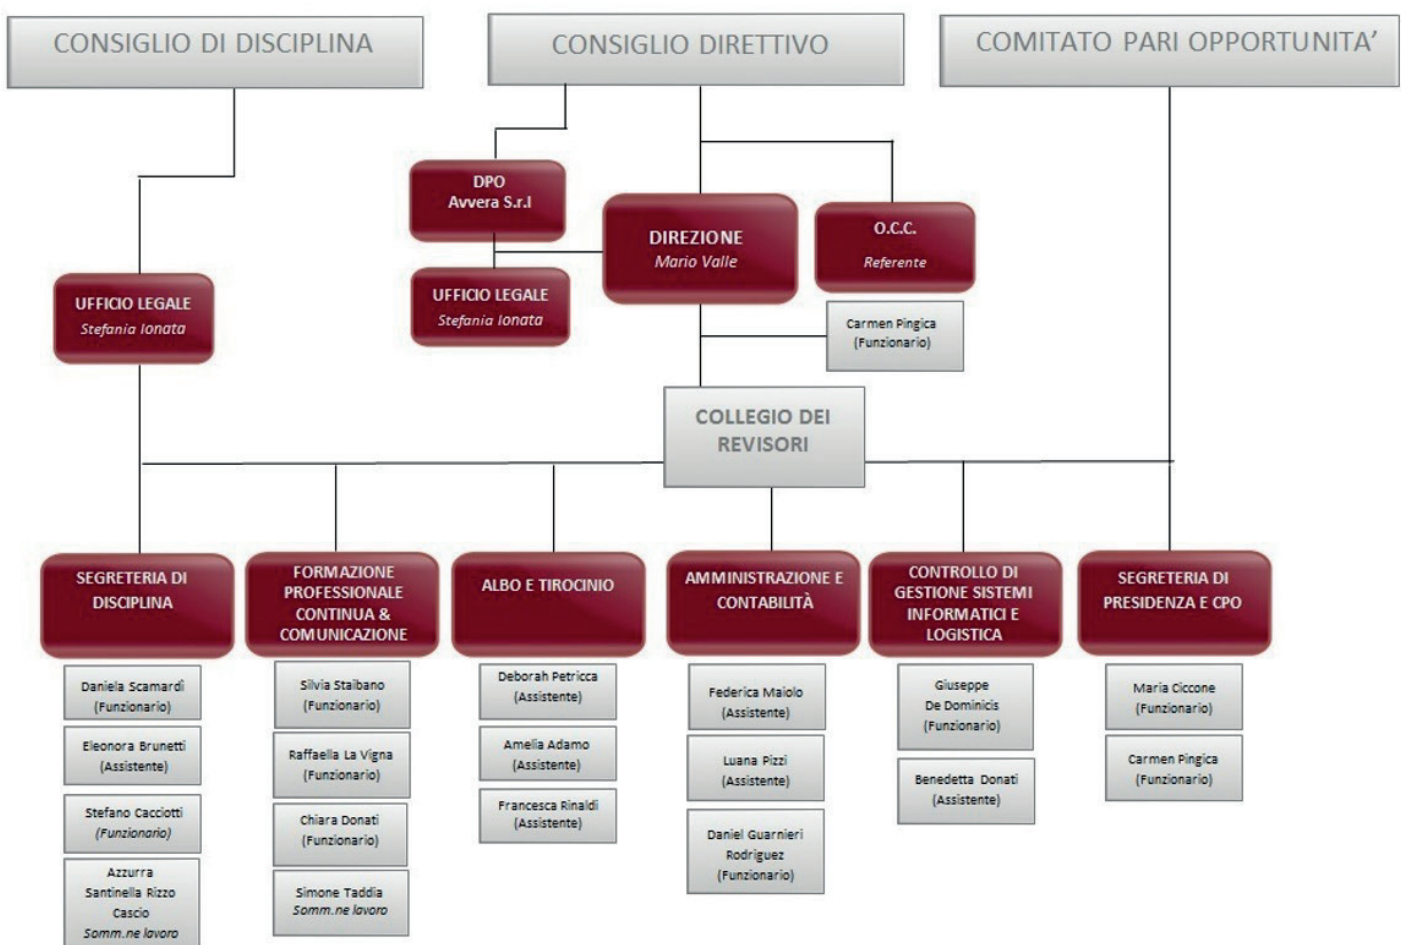 CONSIGLIO DI DISCIPLINA
CONSIGLIO DIRETTIVO
COMITATO PARI OPPORTUNITA’
DPO
Avvera S.r.l
DIREZIONE
Mario Valle
O.C.C.
Referente
UFFICIO LEGALE
Stefania Ionata
UFFICIO LEGALE
Stefania Ionata
Carmen Pingica
(Funzionario)
COLLEGIO DEI
REVISORI
SEGRETERIA DI
DISCIPLINA
Daniela Scamardì
(Funzionario)
Eleonora Brunetti
(Assistente)
Stefano Cacciotti
(Funzionario)
Azzurra
Santinella Rizzo
Cascio
Somm.ne lavoro
FORMAZIONE
PROFESSIONALE
CONTINUA &
COMUNICAZIONE
Silvia Staibano
(Funzionario)
Raffaella La Vigna
(Funzionario)
Chiara Donati
(Funzionario)
Simone Taddia
Somm.ne lavoro
ALBO E TIROCINIO
Deborah Petricca
(Assistente)
Amelia Adamo
(Assistente)
Francesca Rinaldi
(Assistente)
AMMINISTRAZIONE E
CONTABILITÀ
Federica Maiolo
(Assistente)
Luana Pizzi
(Assistente)
Daniel Guarnieri
Rodriguez
(Funzionario)
CONTROLLO DI
GESTIONE SISTEMI
INFORMATICI E
LOGISTICA
Giuseppe
De Dominicis
(Funzionario)
Benedetta Donati
(Assistente)
SEGRETERIA DI
PRESIDENZA E CPO
Maria Ciccone
(Funzionario)
Carmen Pingica
(Funzionario)